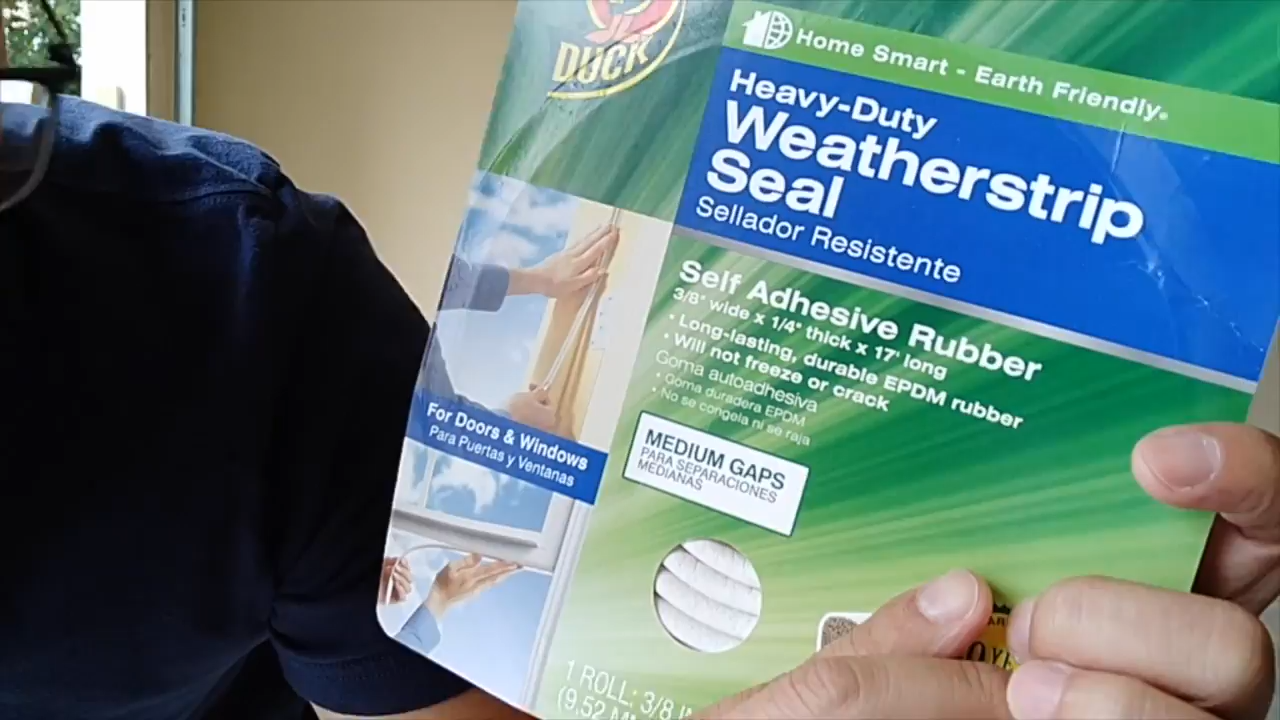 DUCK
Home Smart - Earth Friendly®
Heavy-Duty
Weatherstrip
Seal
Sellador Resistente
Self Adhesive Rubber
3/8" wide x 1/4" thick x 17' long
• Long-lasting, durable EPDM rubber
• Will not freeze or crack
Goma autoadhesiva
• Goma duradera EPDM
• No se congela ni se raja
For Doors & Windows
Para Puertas y Ventanas
MEDIUM GAPS
PARA SEPARACIONES
MEDIANAS
1 ROLL: 3/8
(9,52